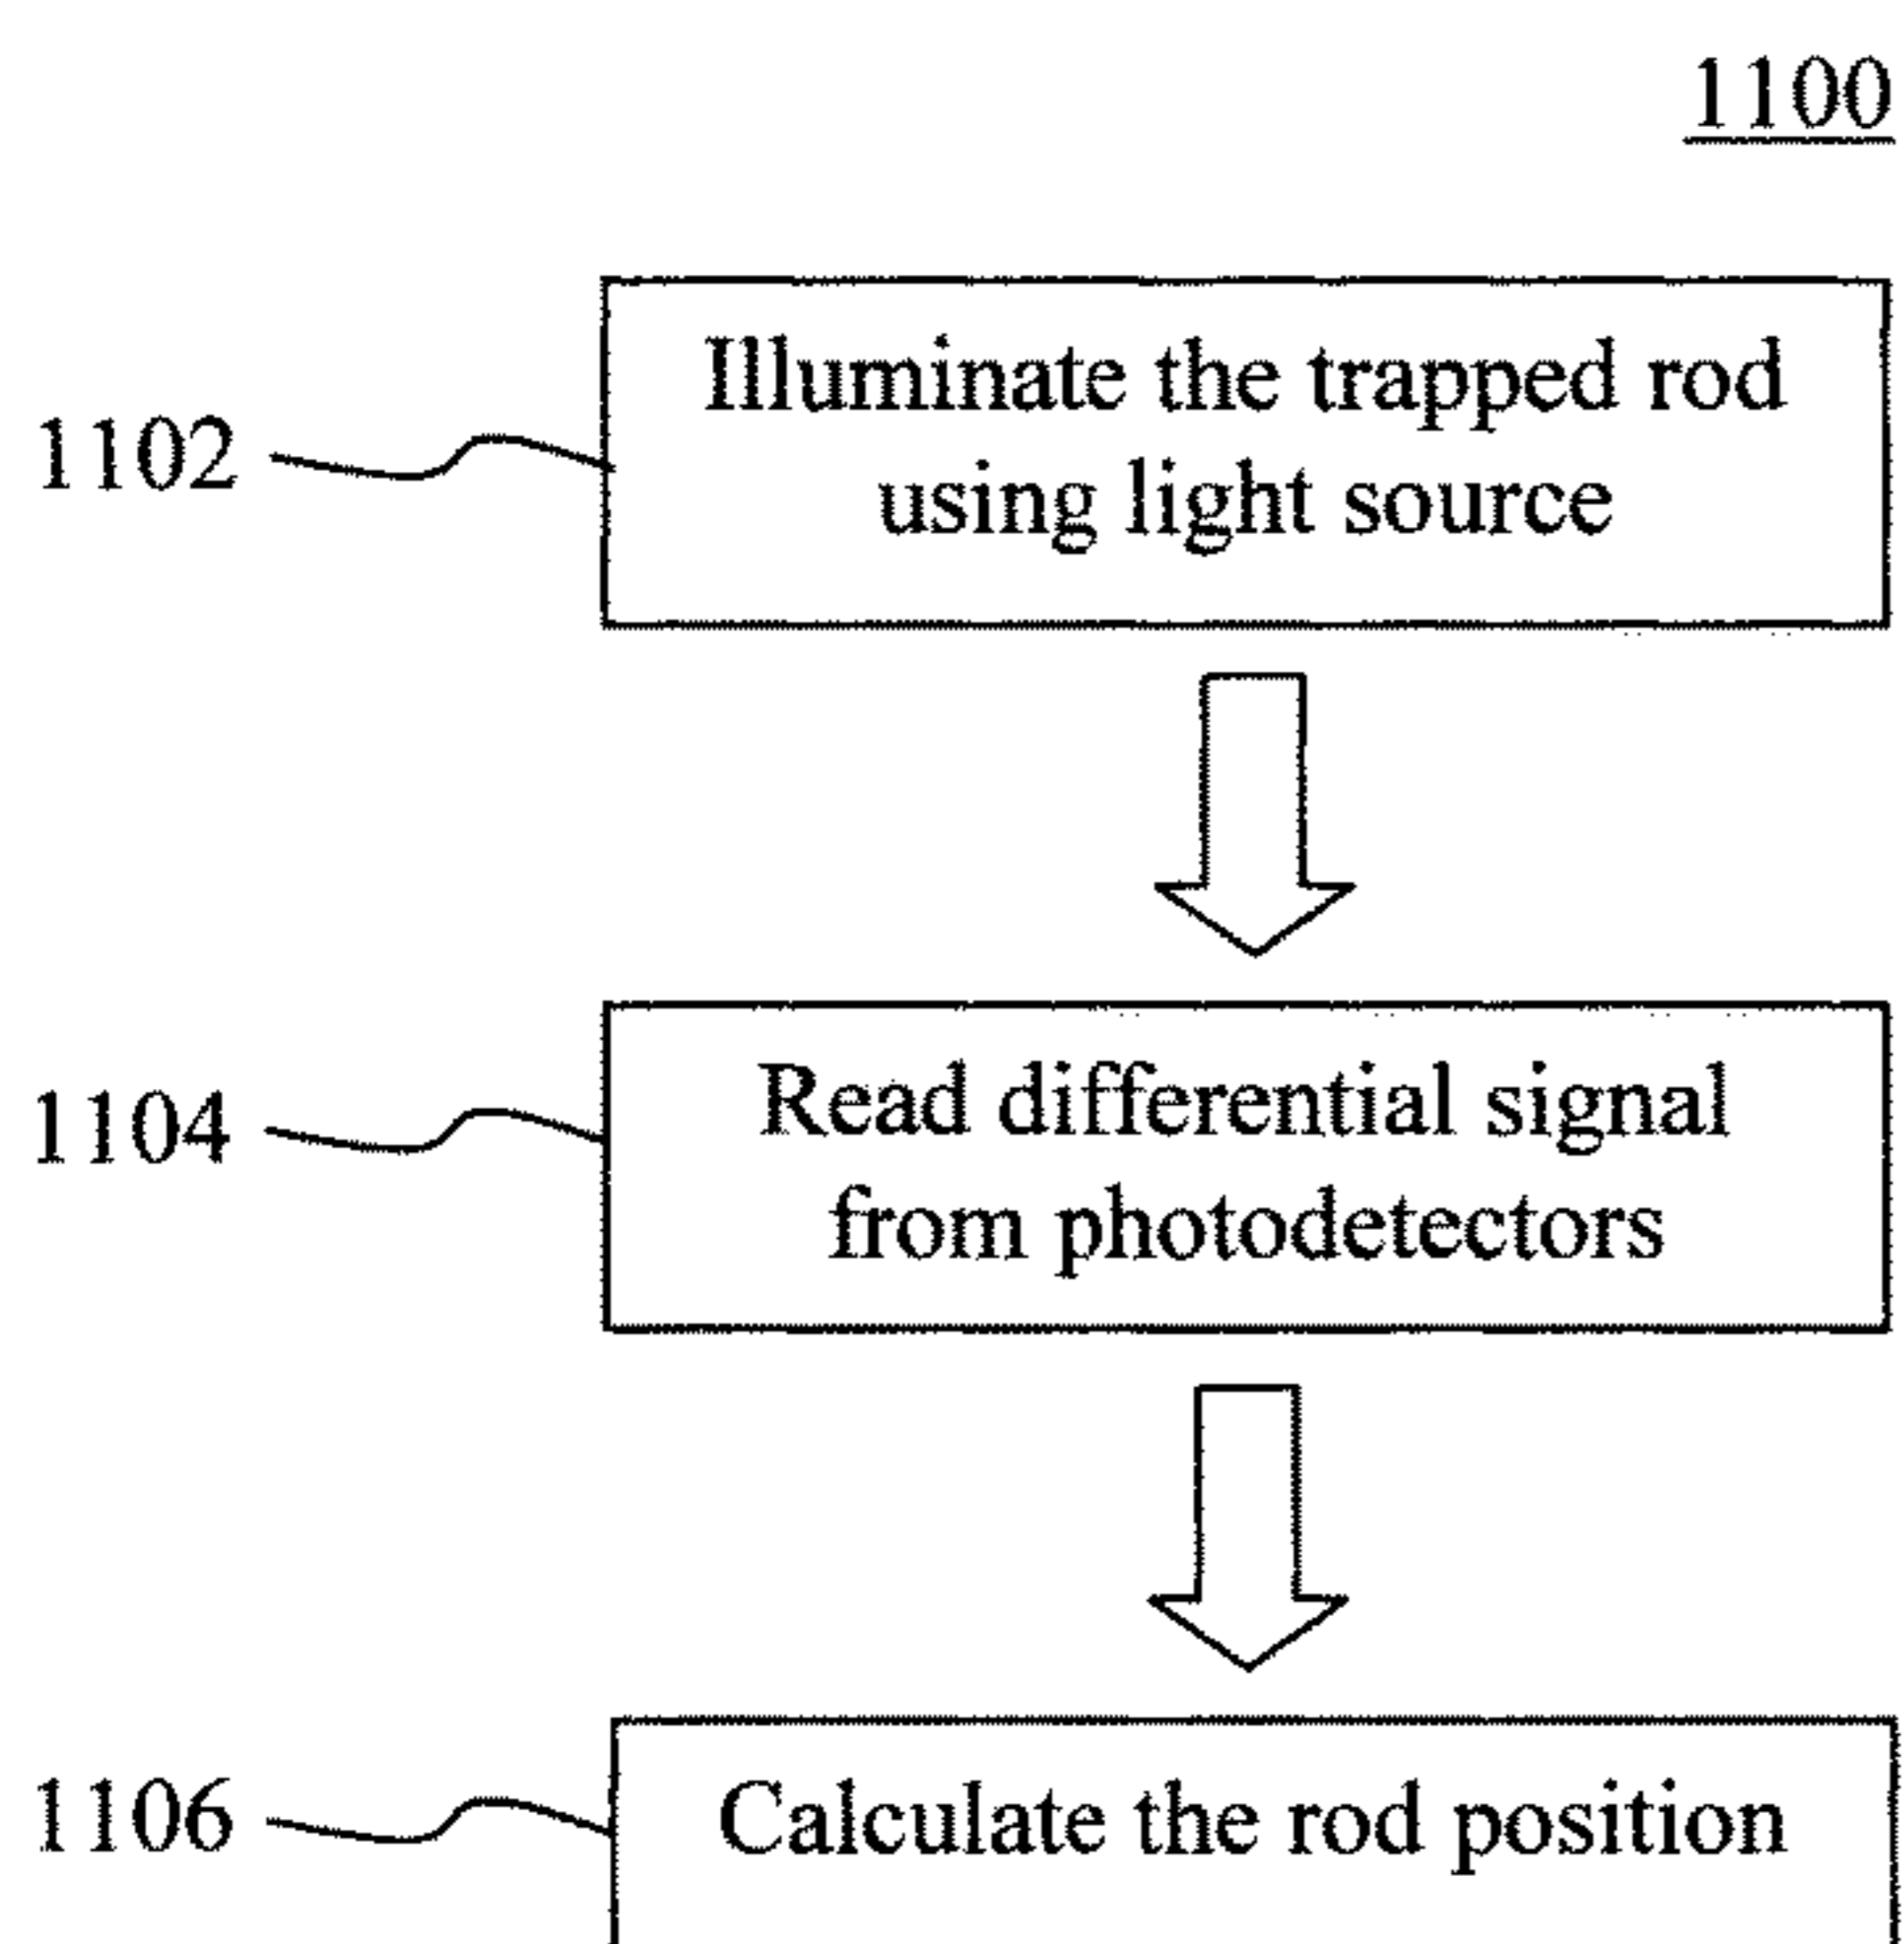 1100
1102
Illuminate the trapped rod
using light source
1104
Read differential signal
from photodetectors
1106
Calculate the rod position